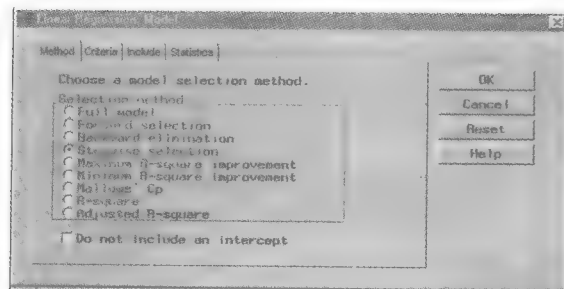 Linear Regression Model
Method Criteria Include Statistics
Choose a model selection method.
Selection method
Full model
Forward selection
Backward elimination
Stepwise selection
Maximum R-square improvement
Minimum R-square improvement
Mallows' Cp
R-square
Adjusted R-square
Do not include an intercept
OK
Cancel
Reset
Help